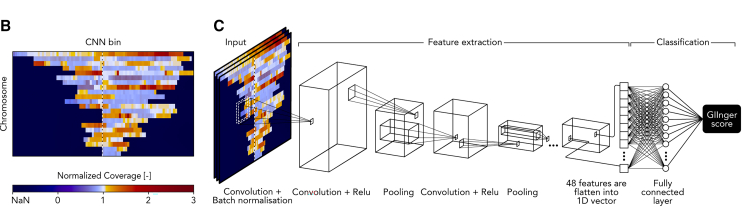 B
CNN bin
Chromosome
Normalized Coverage [-]
NaN 0 1 2 3
C
Input
Feature extraction
Classification
GIInger
score
Convolution +
Batch normalisation
Convolution + Relu
Pooling
Convolution + Relu
Pooling
48 features are
flatten into
1D vector
Fully
connected
layer